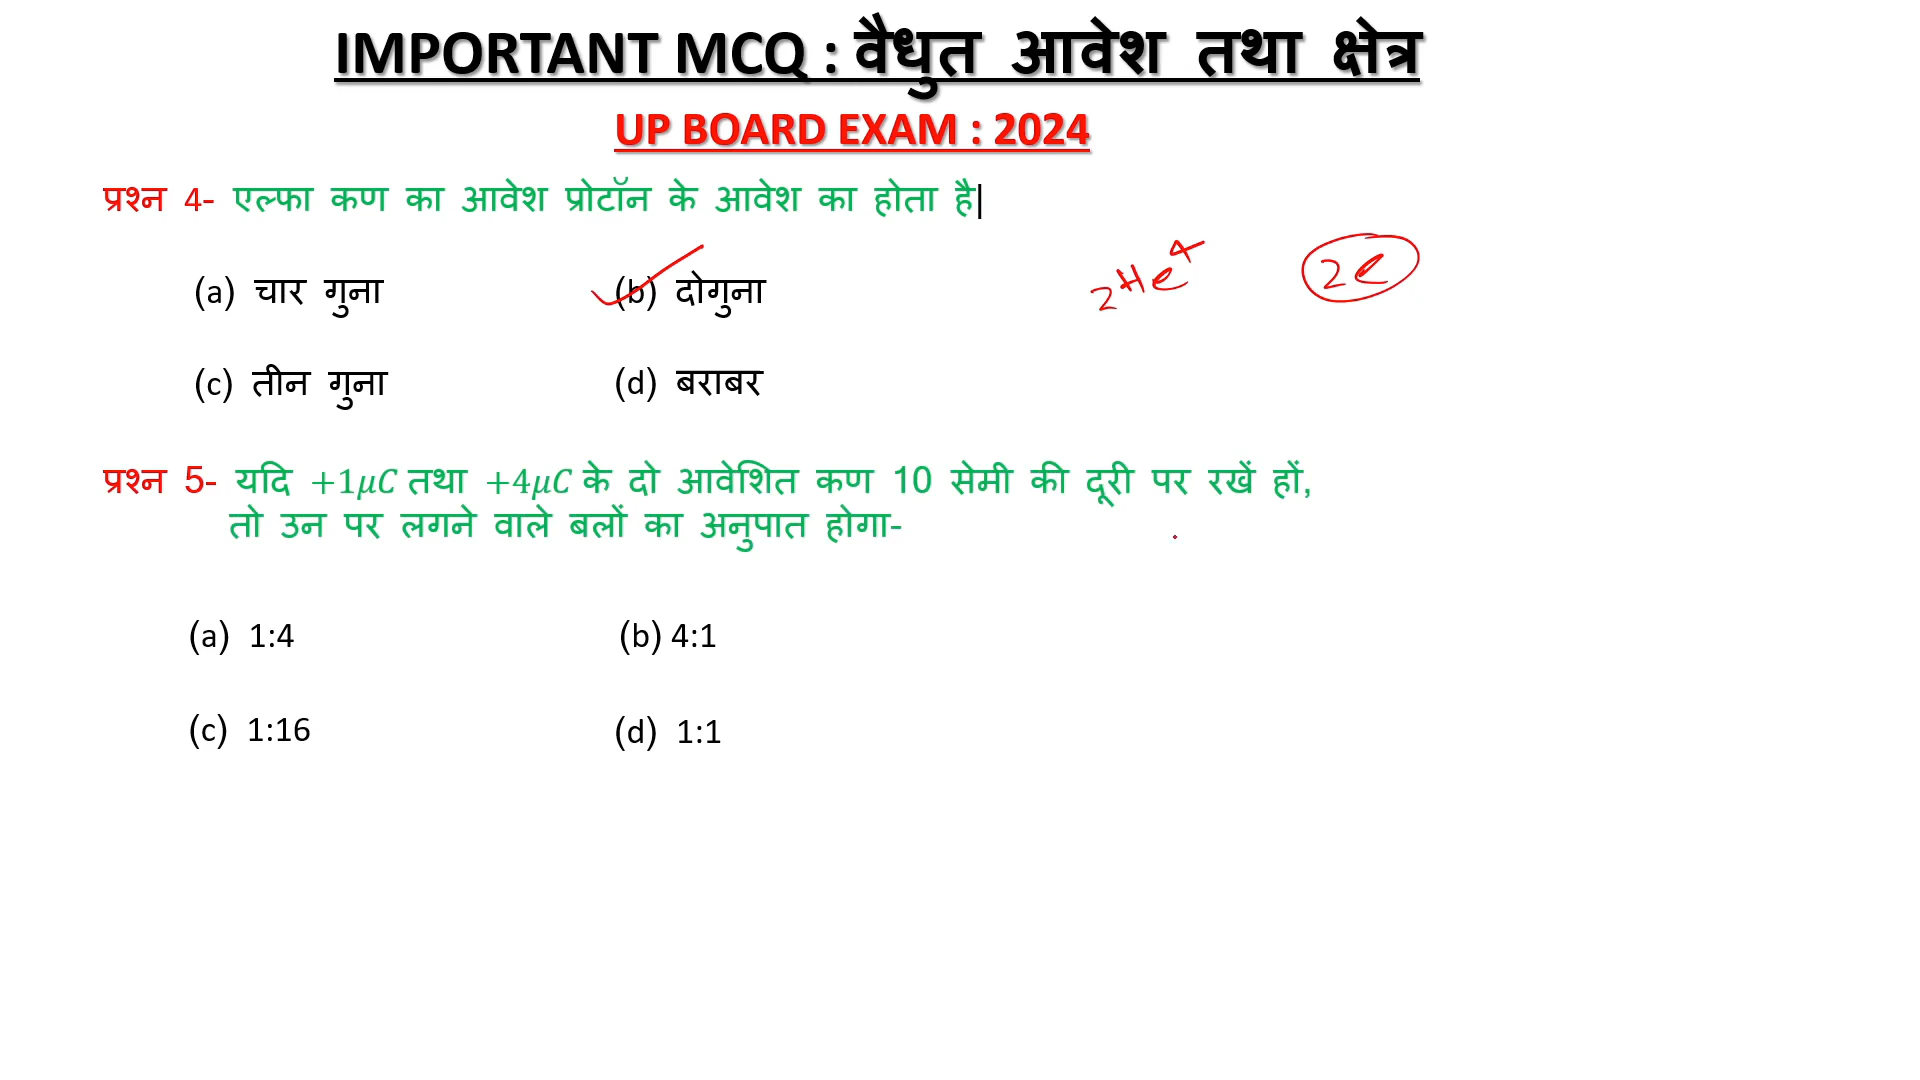 IMPORTANT MCQ : वैधुत आवेश तथा क्षेत्र
UP BOARD EXAM : 2024
प्रश्न 4- एल्फा कण का आवेश प्रोटॉन के आवेश का होता है|
(a) चार गुना (b) दोगुना
₂He⁴ 2e
(c) तीन गुना (d) बराबर
प्रश्न 5- यदि +1μC तथा +4μC के दो आवेशित कण 10 सेमी की दूरी पर रखें हों,
तो उन पर लगने वाले बलों का अनुपात होगा-
(a) 1:4 (b) 4:1
(c) 1:16 (d) 1:1